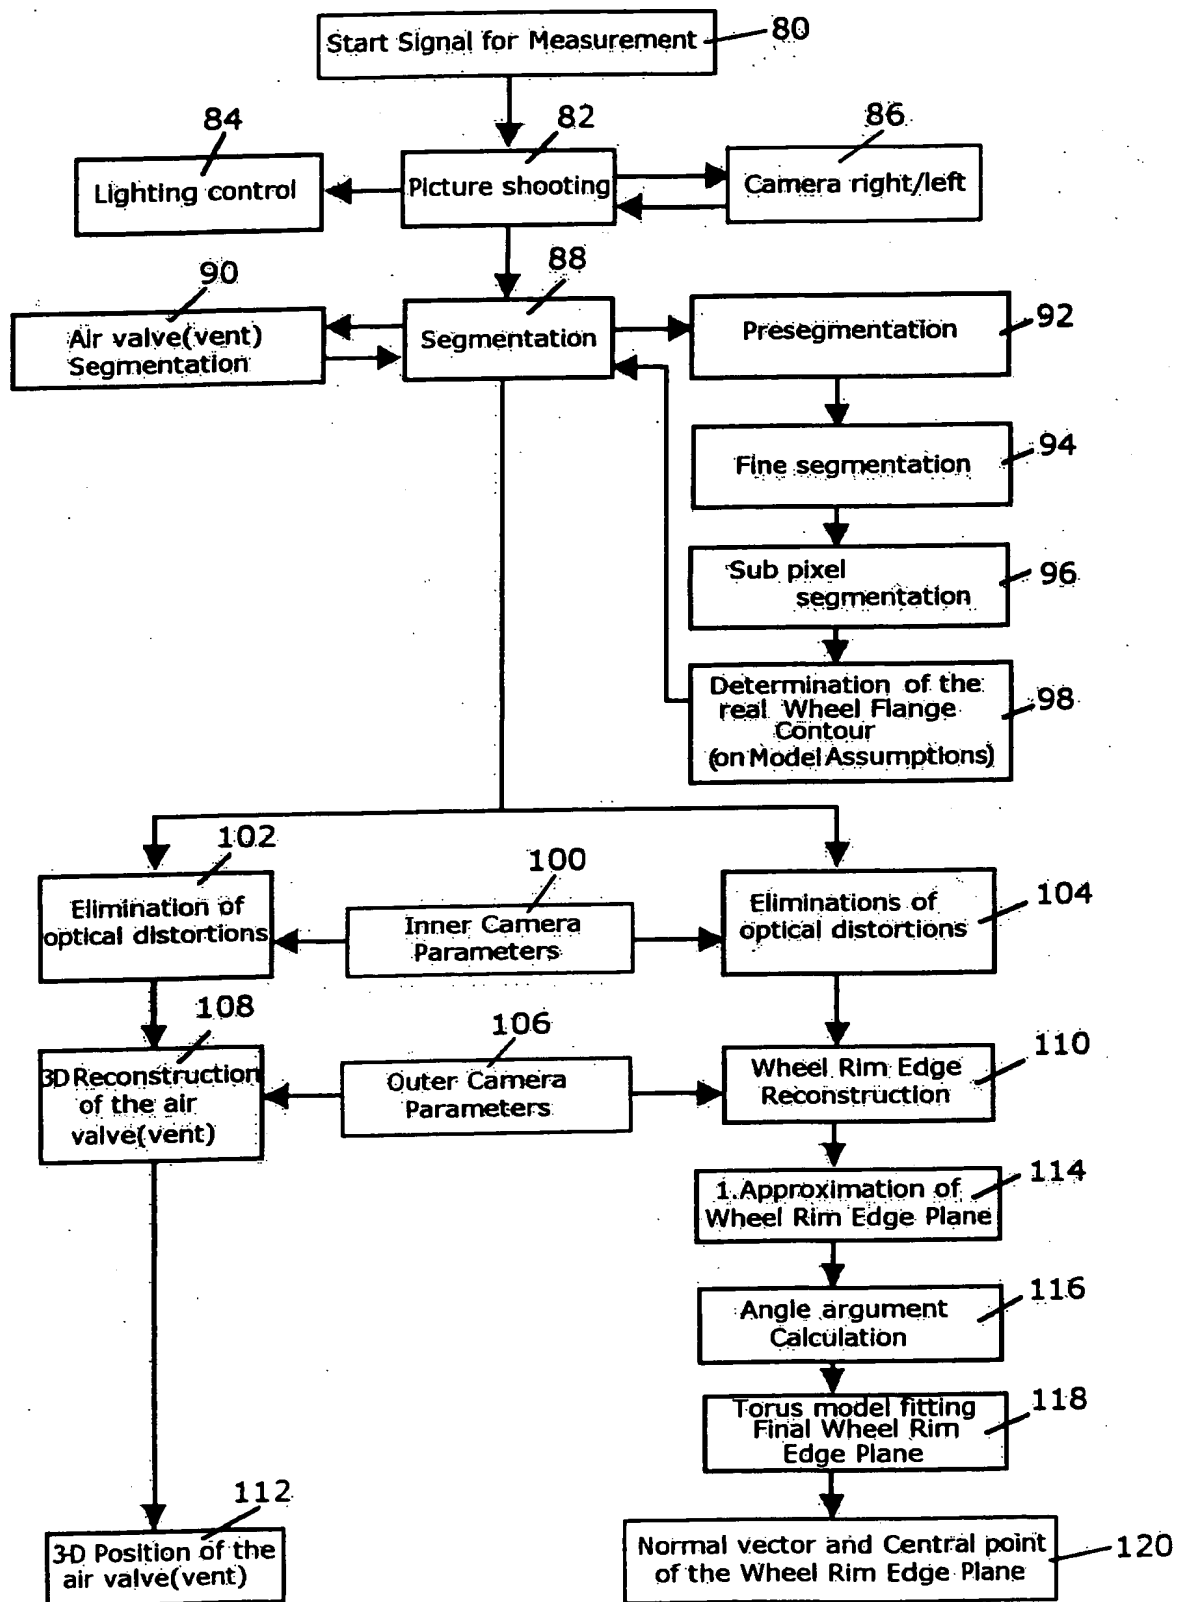 Start Signal for Measurement
80
84
82
86
Lighting control
Picture shooting
Camera right/left
90
88
Air valve(vent)
Segmentation
Segmentation
Presegmentation
92
Fine segmentation
94
Sub pixel
segmentation
96
Determination of the
real Wheel Flange
Contour
(on Model Assumptions)
98
102
100
Elimination of
optical distortions
Inner Camera
Parameters
Eliminations of
optical distortions
104
108
106
3D Reconstruction
of the air
valve(vent)
Outer Camera
Parameters
Wheel Rim Edge
Reconstruction
110
1.Approximation of
Wheel Rim Edge Plane
114
Angle argument
Calculation
116
Torus model fitting
Final Wheel Rim
Edge Plane
118
112
3-D Position of the
air valve(vent)
Normal vector and Central point
of the Wheel Rim Edge Plane
120